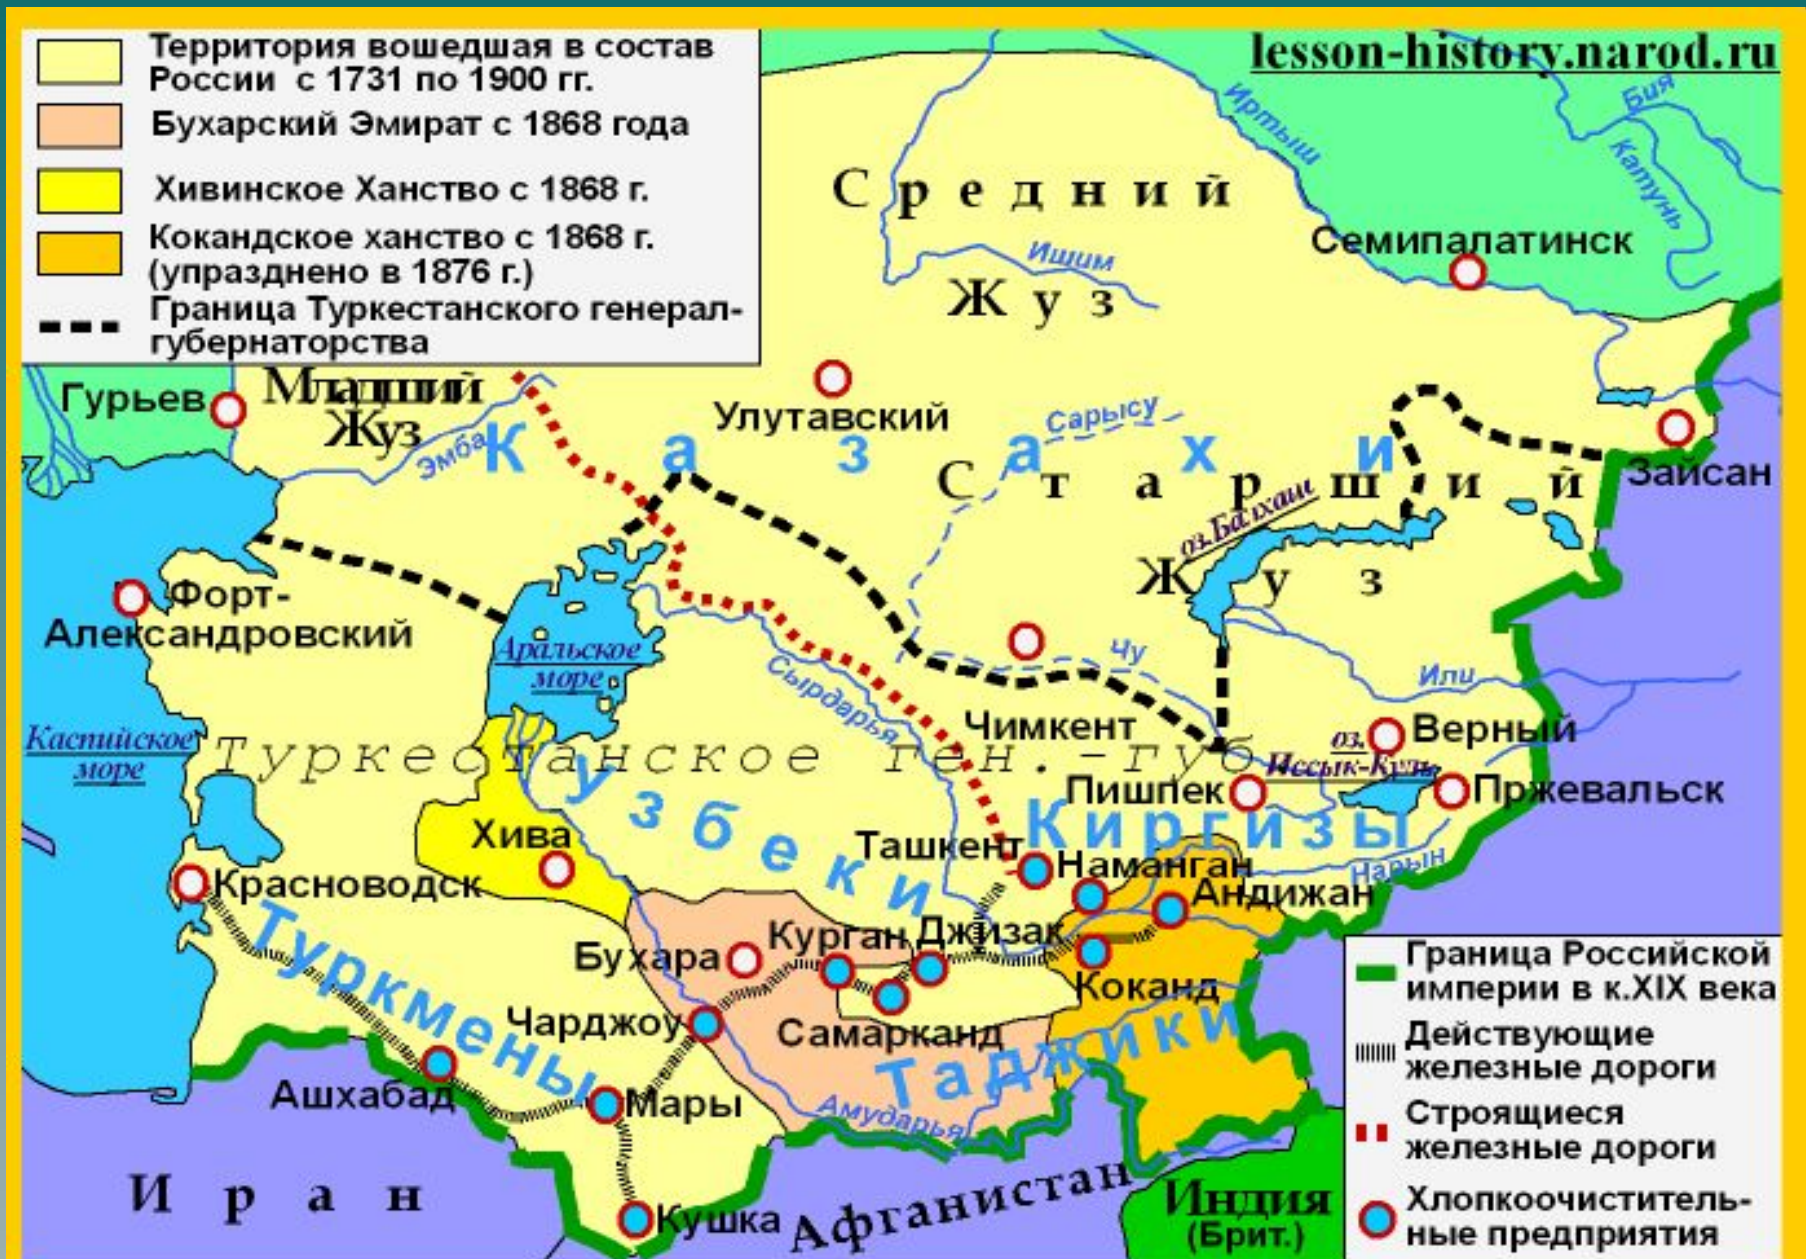 Территория вошедшая в состав
России с 1731 по 1900 гг.
Бухарский Эмират с 1868 года
Хивинское Ханство с 1868 г.
Кокандское ханство с 1868 г.
(упразднено в 1876 г.)
Граница Туркестанского генерал-
губернаторства
lesson-history.narod.ru
Бия
Иртыш
Катунь
Средний
Семипалатинск
Ишим
Жуз
Гурьев
Младший
Жуз
Улутавский
Сарысу
Эмба
Казахи
Старший
Зайсан
оз.Балхаш
Жуз
Форт-
Александровский
Аральское
море
Чу
Сырдарья
Или
Каспийское
море
Туркестанское ген.-губ.
Чимкент
Верный
оз.
Иссык-Куль
Пишпек
Пржевальск
Узбеки
Киргизы
Хива
Ташкент
Наманган
Нарын
Красноводск
Андижан
Туркмены
Бухара
Курган
Джизак
Коканд
Чарджоу
Самарканд
Таджики
Ашхабад
Мары
Амударья
Иран
Кушка
Афганистан
Индия
(Брит.)
Граница Российской
империи в к.XIX века
Действующие
железные дороги
Строящиеся
железные дороги
Хлопкоочиститель-
ные предприятия